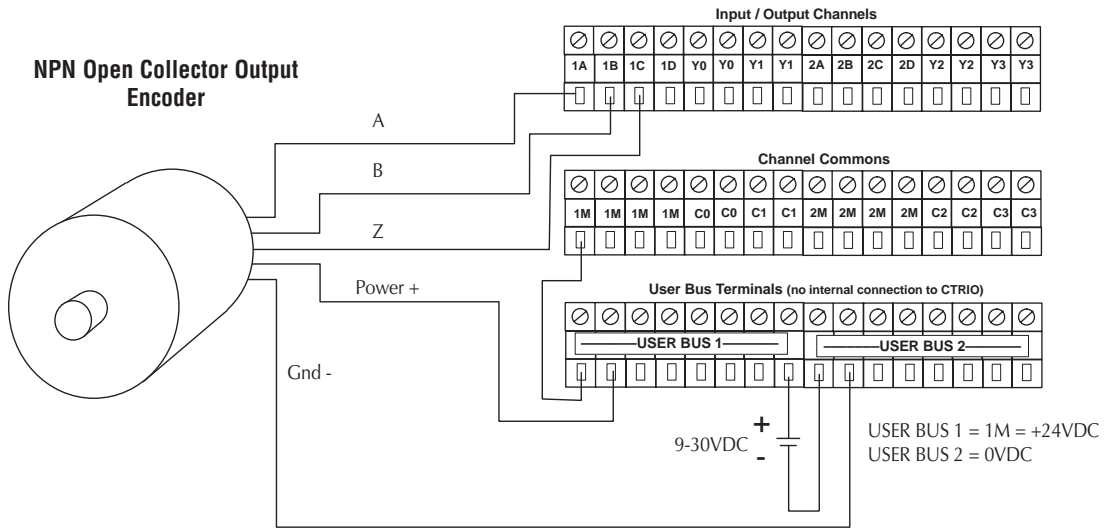 Input / Output Channels
NPN Open Collector Output
Encoder
1A 1B 1C 1D Y0 Y0 Y1 Y1 2A 2B 2C 2D Y2 Y2 Y3 Y3
A
B
Z
Channel Commons
1M 1M 1M 1M C0 C0 C1 C1 2M 2M 2M 2M C2 C2 C3 C3
Power +
User Bus Terminals (no internal connection to CTRIO)
USER BUS 1 USER BUS 2
Gnd -
9-30VDC + -
USER BUS 1 = 1M = +24VDC
USER BUS 2 = 0VDC